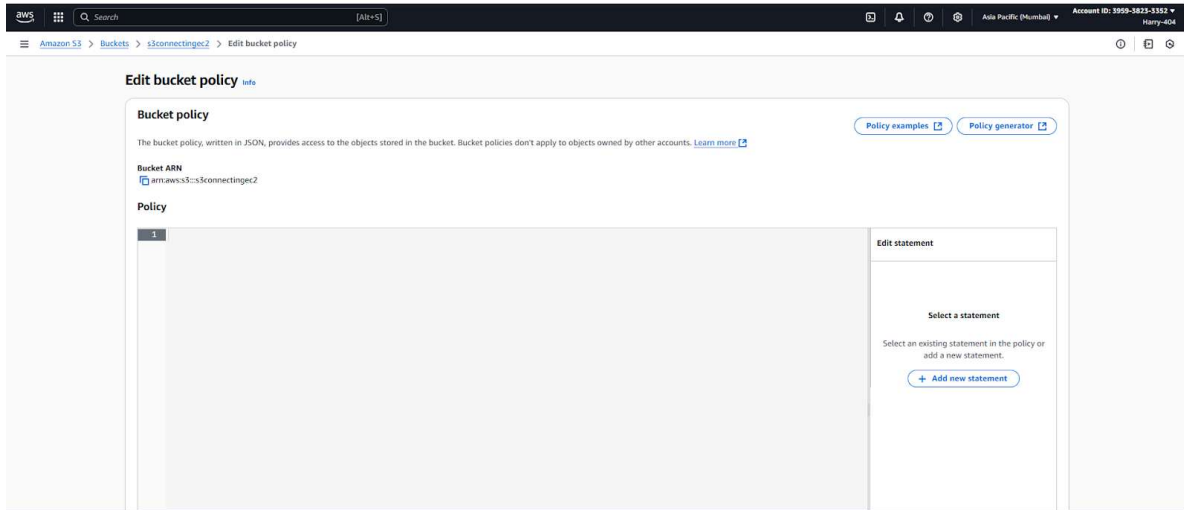 aws
Search [Alt+S]
Asia Pacific (Mumbai)
Account ID: 3959-3823-3352
Harry-404
Amazon S3 > Buckets > s3connectingec2 > Edit bucket policy
Edit bucket policy Info
Bucket policy
Policy examples
Policy generator
The bucket policy, written in JSON, provides access to the objects stored in the bucket. Bucket policies don't apply to objects owned by other accounts. Learn more
Bucket ARN
arn:aws:s3:::s3connectingec2
Policy
1
Edit statement
Select a statement
Select an existing statement in the policy or
add a new statement.
+ Add new statement